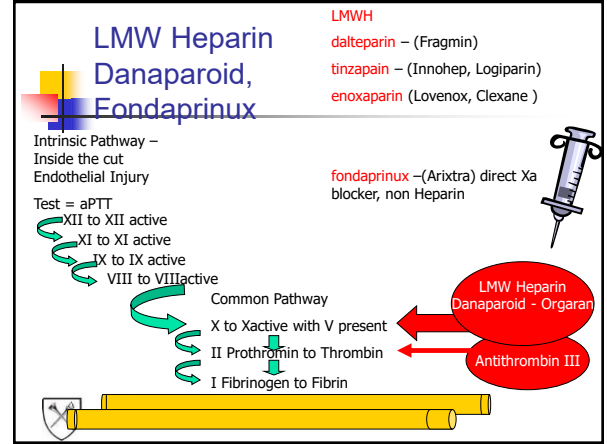 LMW Heparin
Danaparoid,
Fondaprinux
LMWH
dalteparin – (Fragmin)
tinzapain – (Innohep, Logiparin)
enoxaparin (Lovenox, Clexane )
fondaprinux –(Arixtra) direct Xa
blocker, non Heparin
Intrinsic Pathway –
Inside the cut
Endothelial Injury
Test = aPTT
XII to XII active
XI to XI active
IX to IX active
VIII to VIIIactive
Common Pathway
X to Xactive with V present
II Prothromin to Thrombin
I Fibrinogen to Fibrin
LMW Heparin
Danaparoid - Orgaran
Antithrombin III